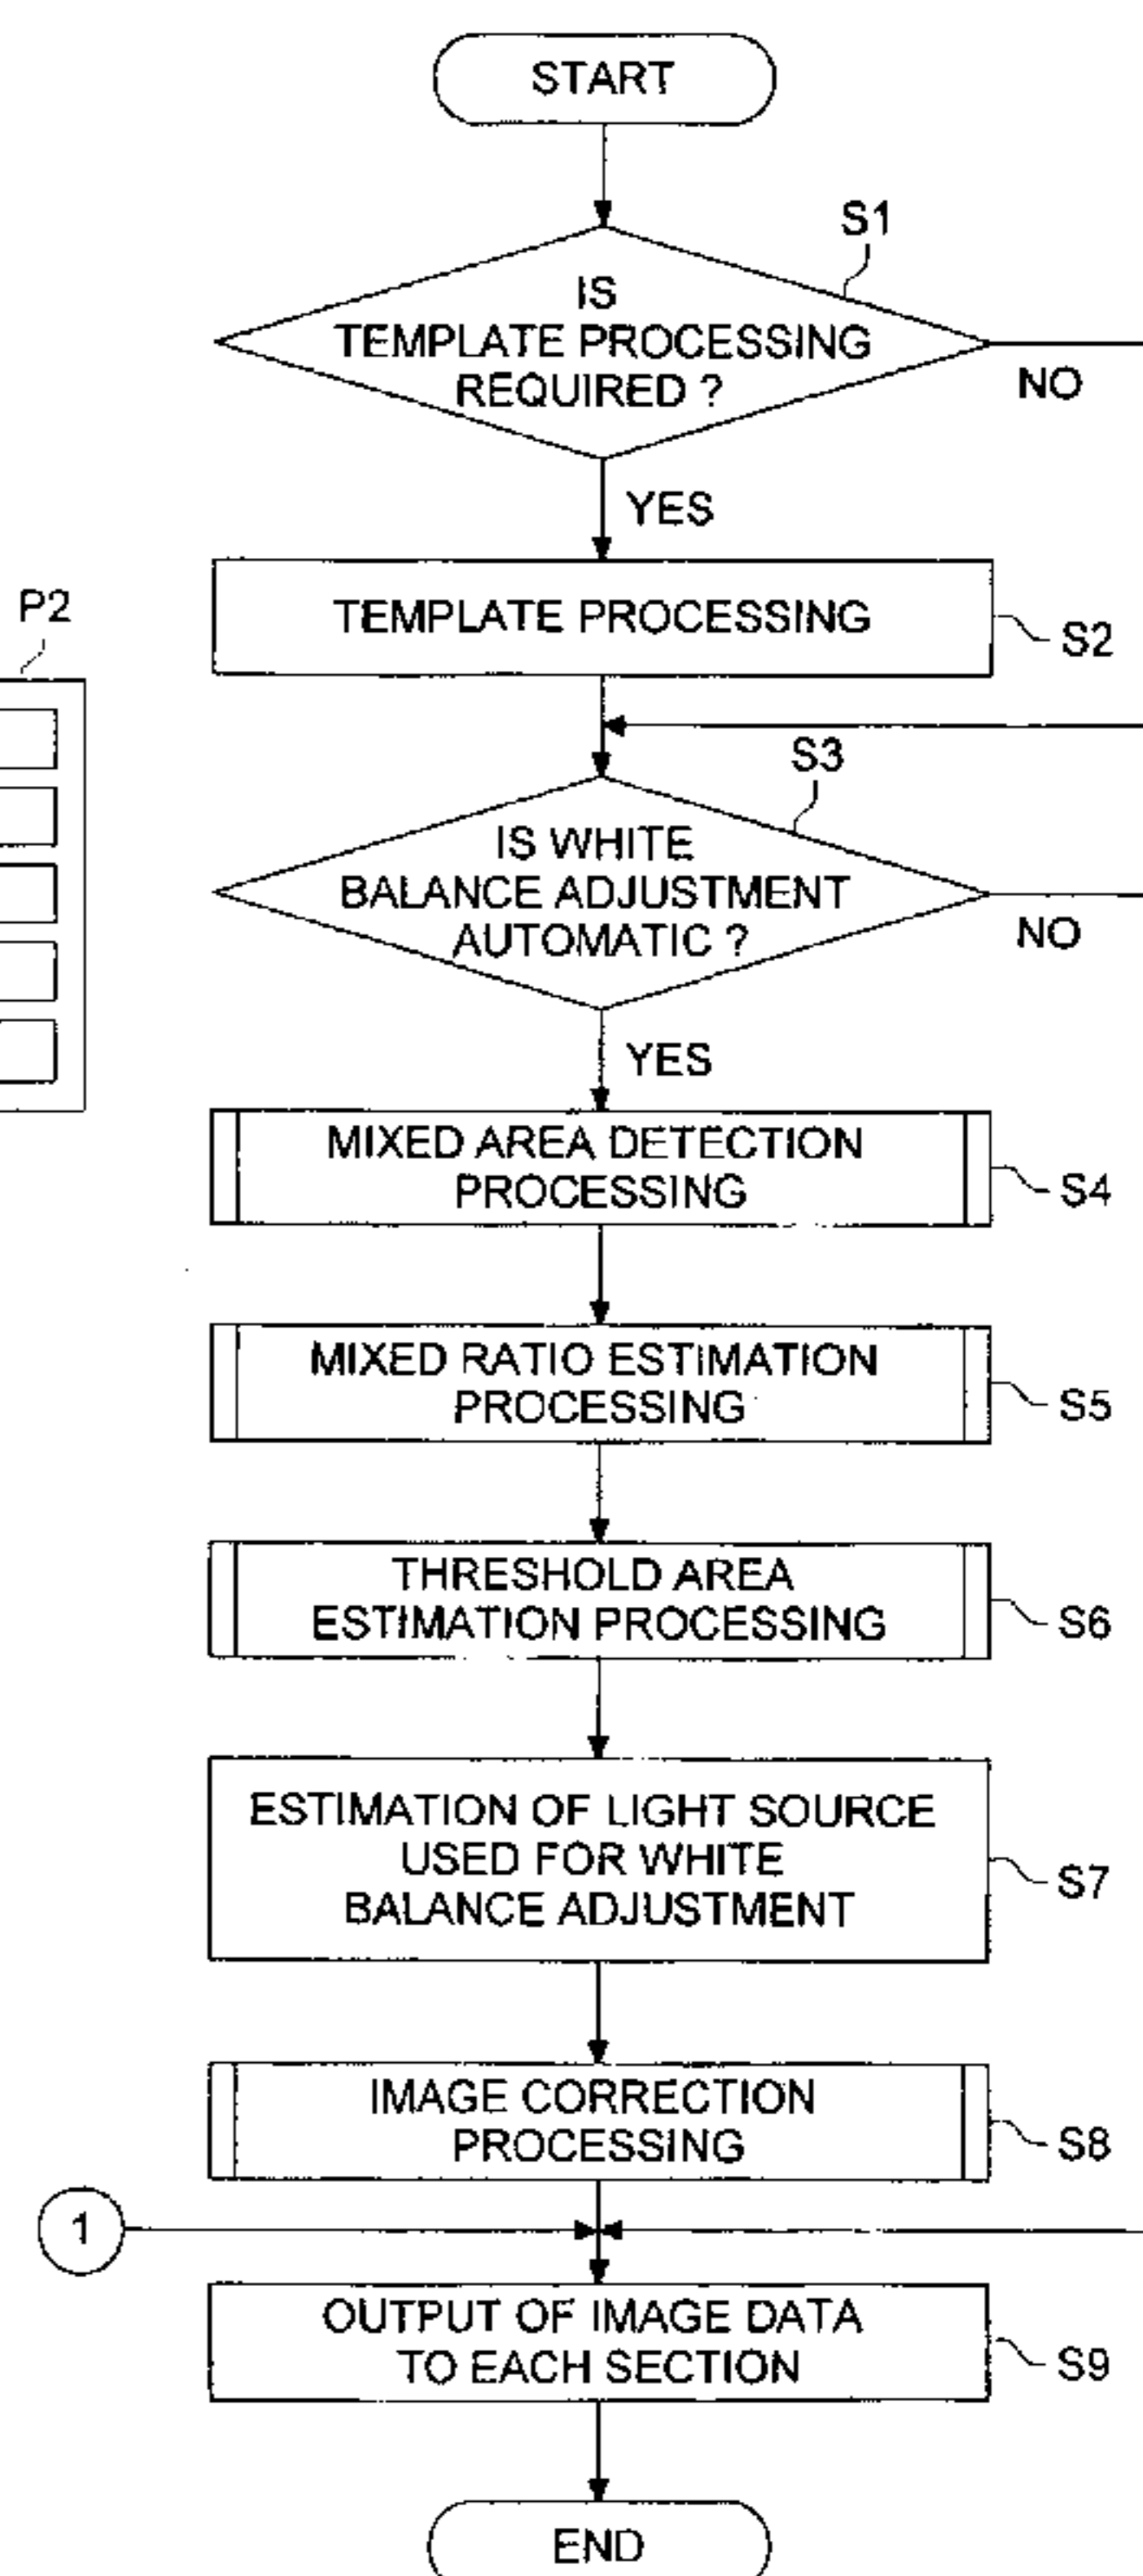 START
S1
IS
TEMPLATE PROCESSING
REQUIRED ?
NO
YES
P2
TEMPLATE PROCESSING
S2
S3
IS WHITE
BALANCE ADJUSTMENT
AUTOMATIC ?
NO
YES
MIXED AREA DETECTION
PROCESSING
S4
MIXED RATIO ESTIMATION
PROCESSING
S5
THRESHOLD AREA
ESTIMATION PROCESSING
S6
ESTIMATION OF LIGHT SOURCE
USED FOR WHITE
BALANCE ADJUSTMENT
S7
IMAGE CORRECTION
PROCESSING
S8
1
OUTPUT OF IMAGE DATA
TO EACH SECTION
S9
END